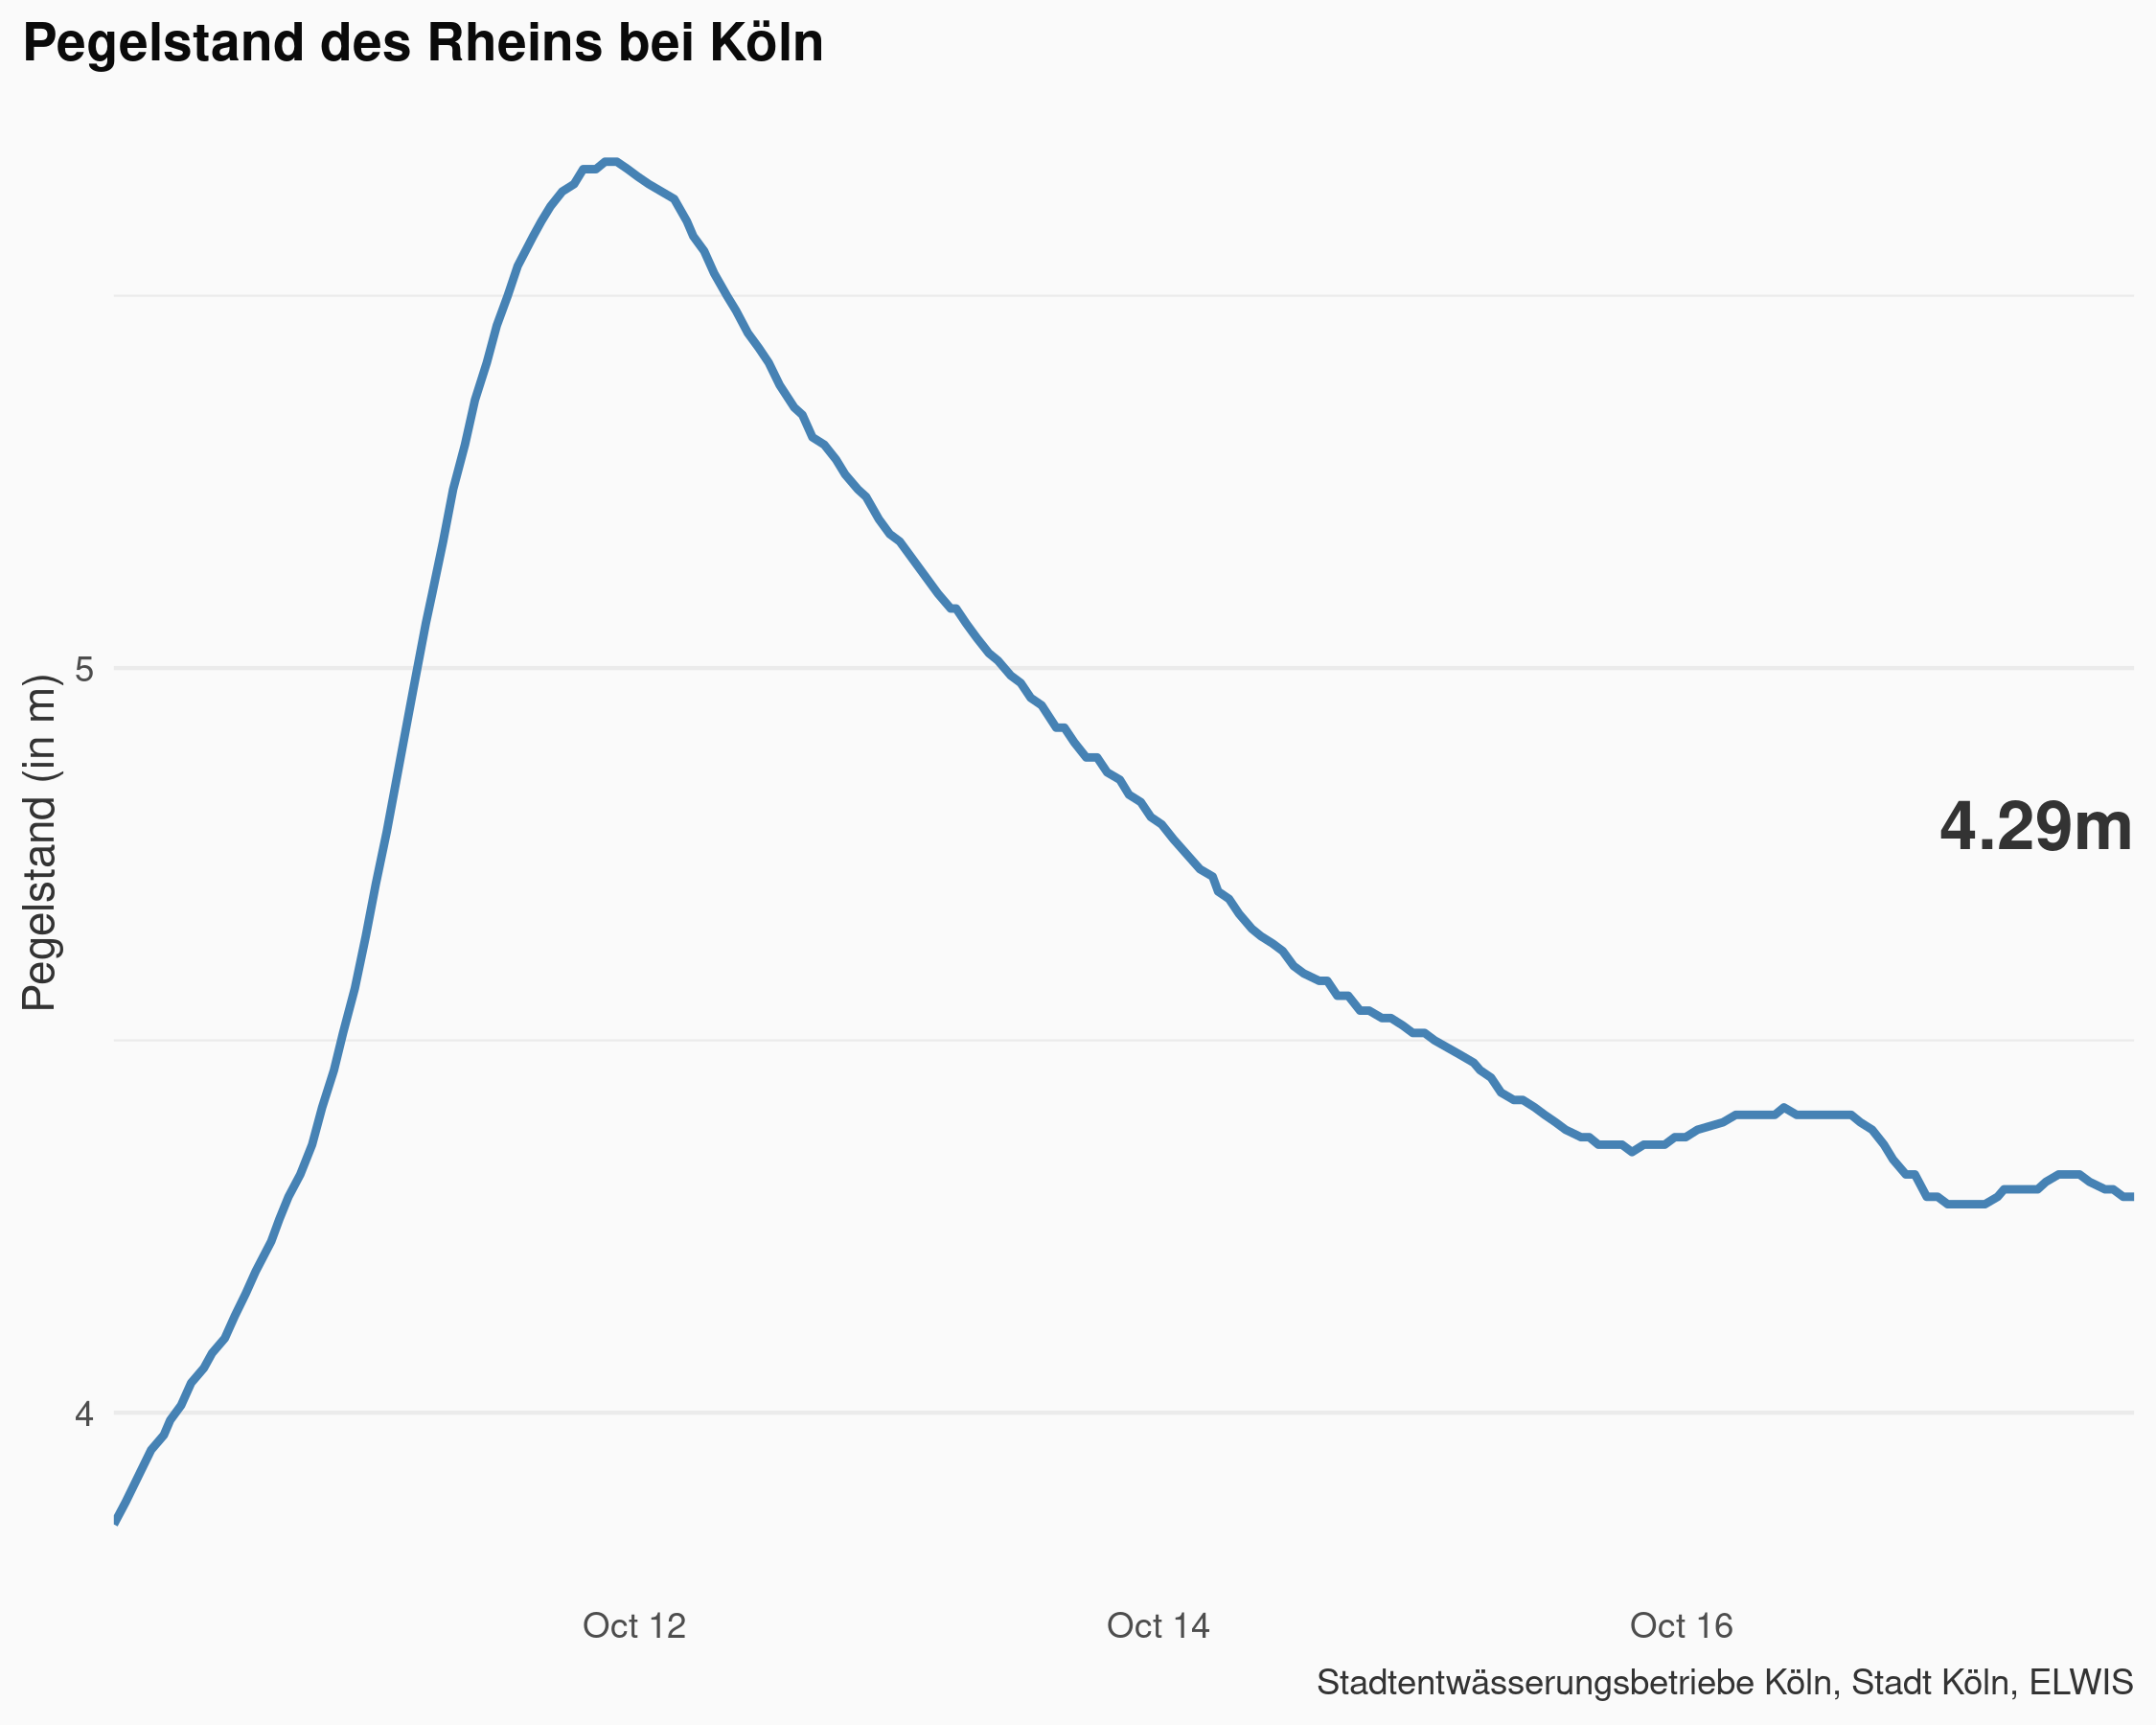 Pegelstand des Rheins bei Köln
Pegelstand (in m)
5
4.29m
4
Oct 12
Oct 14
Oct 16
Stadtentwässerungsbetriebe Köln, Stadt Köln, ELWIS